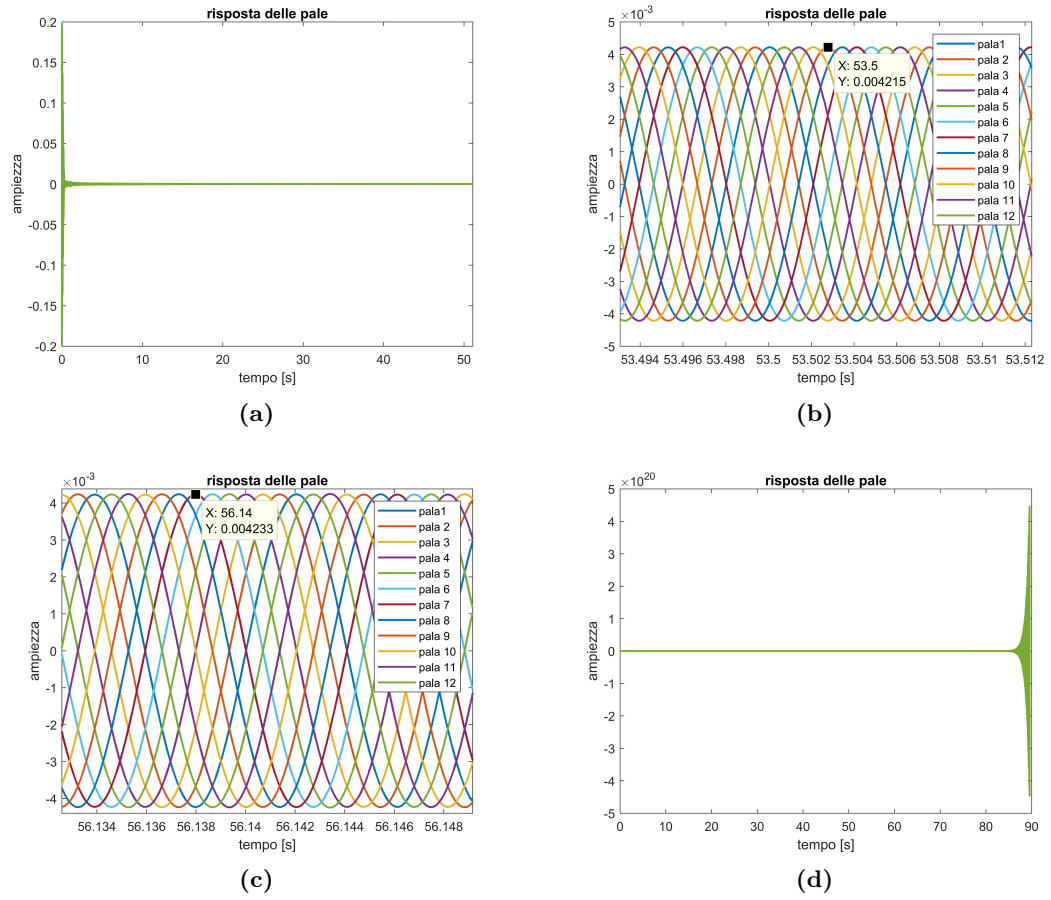 risposta delle pale
0.2
0.15
0.1
0.05
0
-0.05
-0.1
-0.15
-0.2
0 10 20 30 40 50
ampiezza
tempo [s]
(a)
risposta delle pale
×10-3
5
4
3
2
1
0
-1
-2
-3
-4
-5
53.494 53.496 53.498 53.5 53.502 53.504 53.506 53.508 53.51 53.512
ampiezza
tempo [s]
X: 53.5
Y: 0.004215
pala1
pala 2
pala 3
pala 4
pala 5
pala 6
pala 7
pala 8
pala 9
pala 10
pala 11
pala 12
(b)
risposta delle pale
×10-3
4
3
2
1
0
-1
-2
-3
-4
56.134 56.136 56.138 56.14 56.142 56.144 56.146 56.148
ampiezza
tempo [s]
X: 56.14
Y: 0.004233
pala1
pala 2
pala 3
pala 4
pala 5
pala 6
pala 7
pala 8
pala 9
pala 10
pala 11
pala 12
(c)
risposta delle pale
×1020
5
4
3
2
1
0
-1
-2
-3
-4
-5
0 10 20 30 40 50 60 70 80 90
ampiezza
tempo [s]
(d)